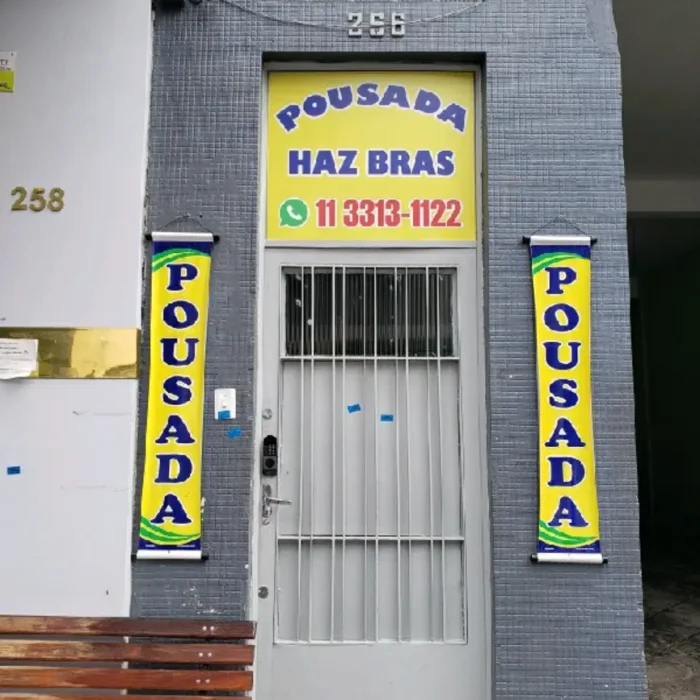 256
POUSADA
HAZ BRAS
11 3313-1122
258
POUSADA
POUSADA